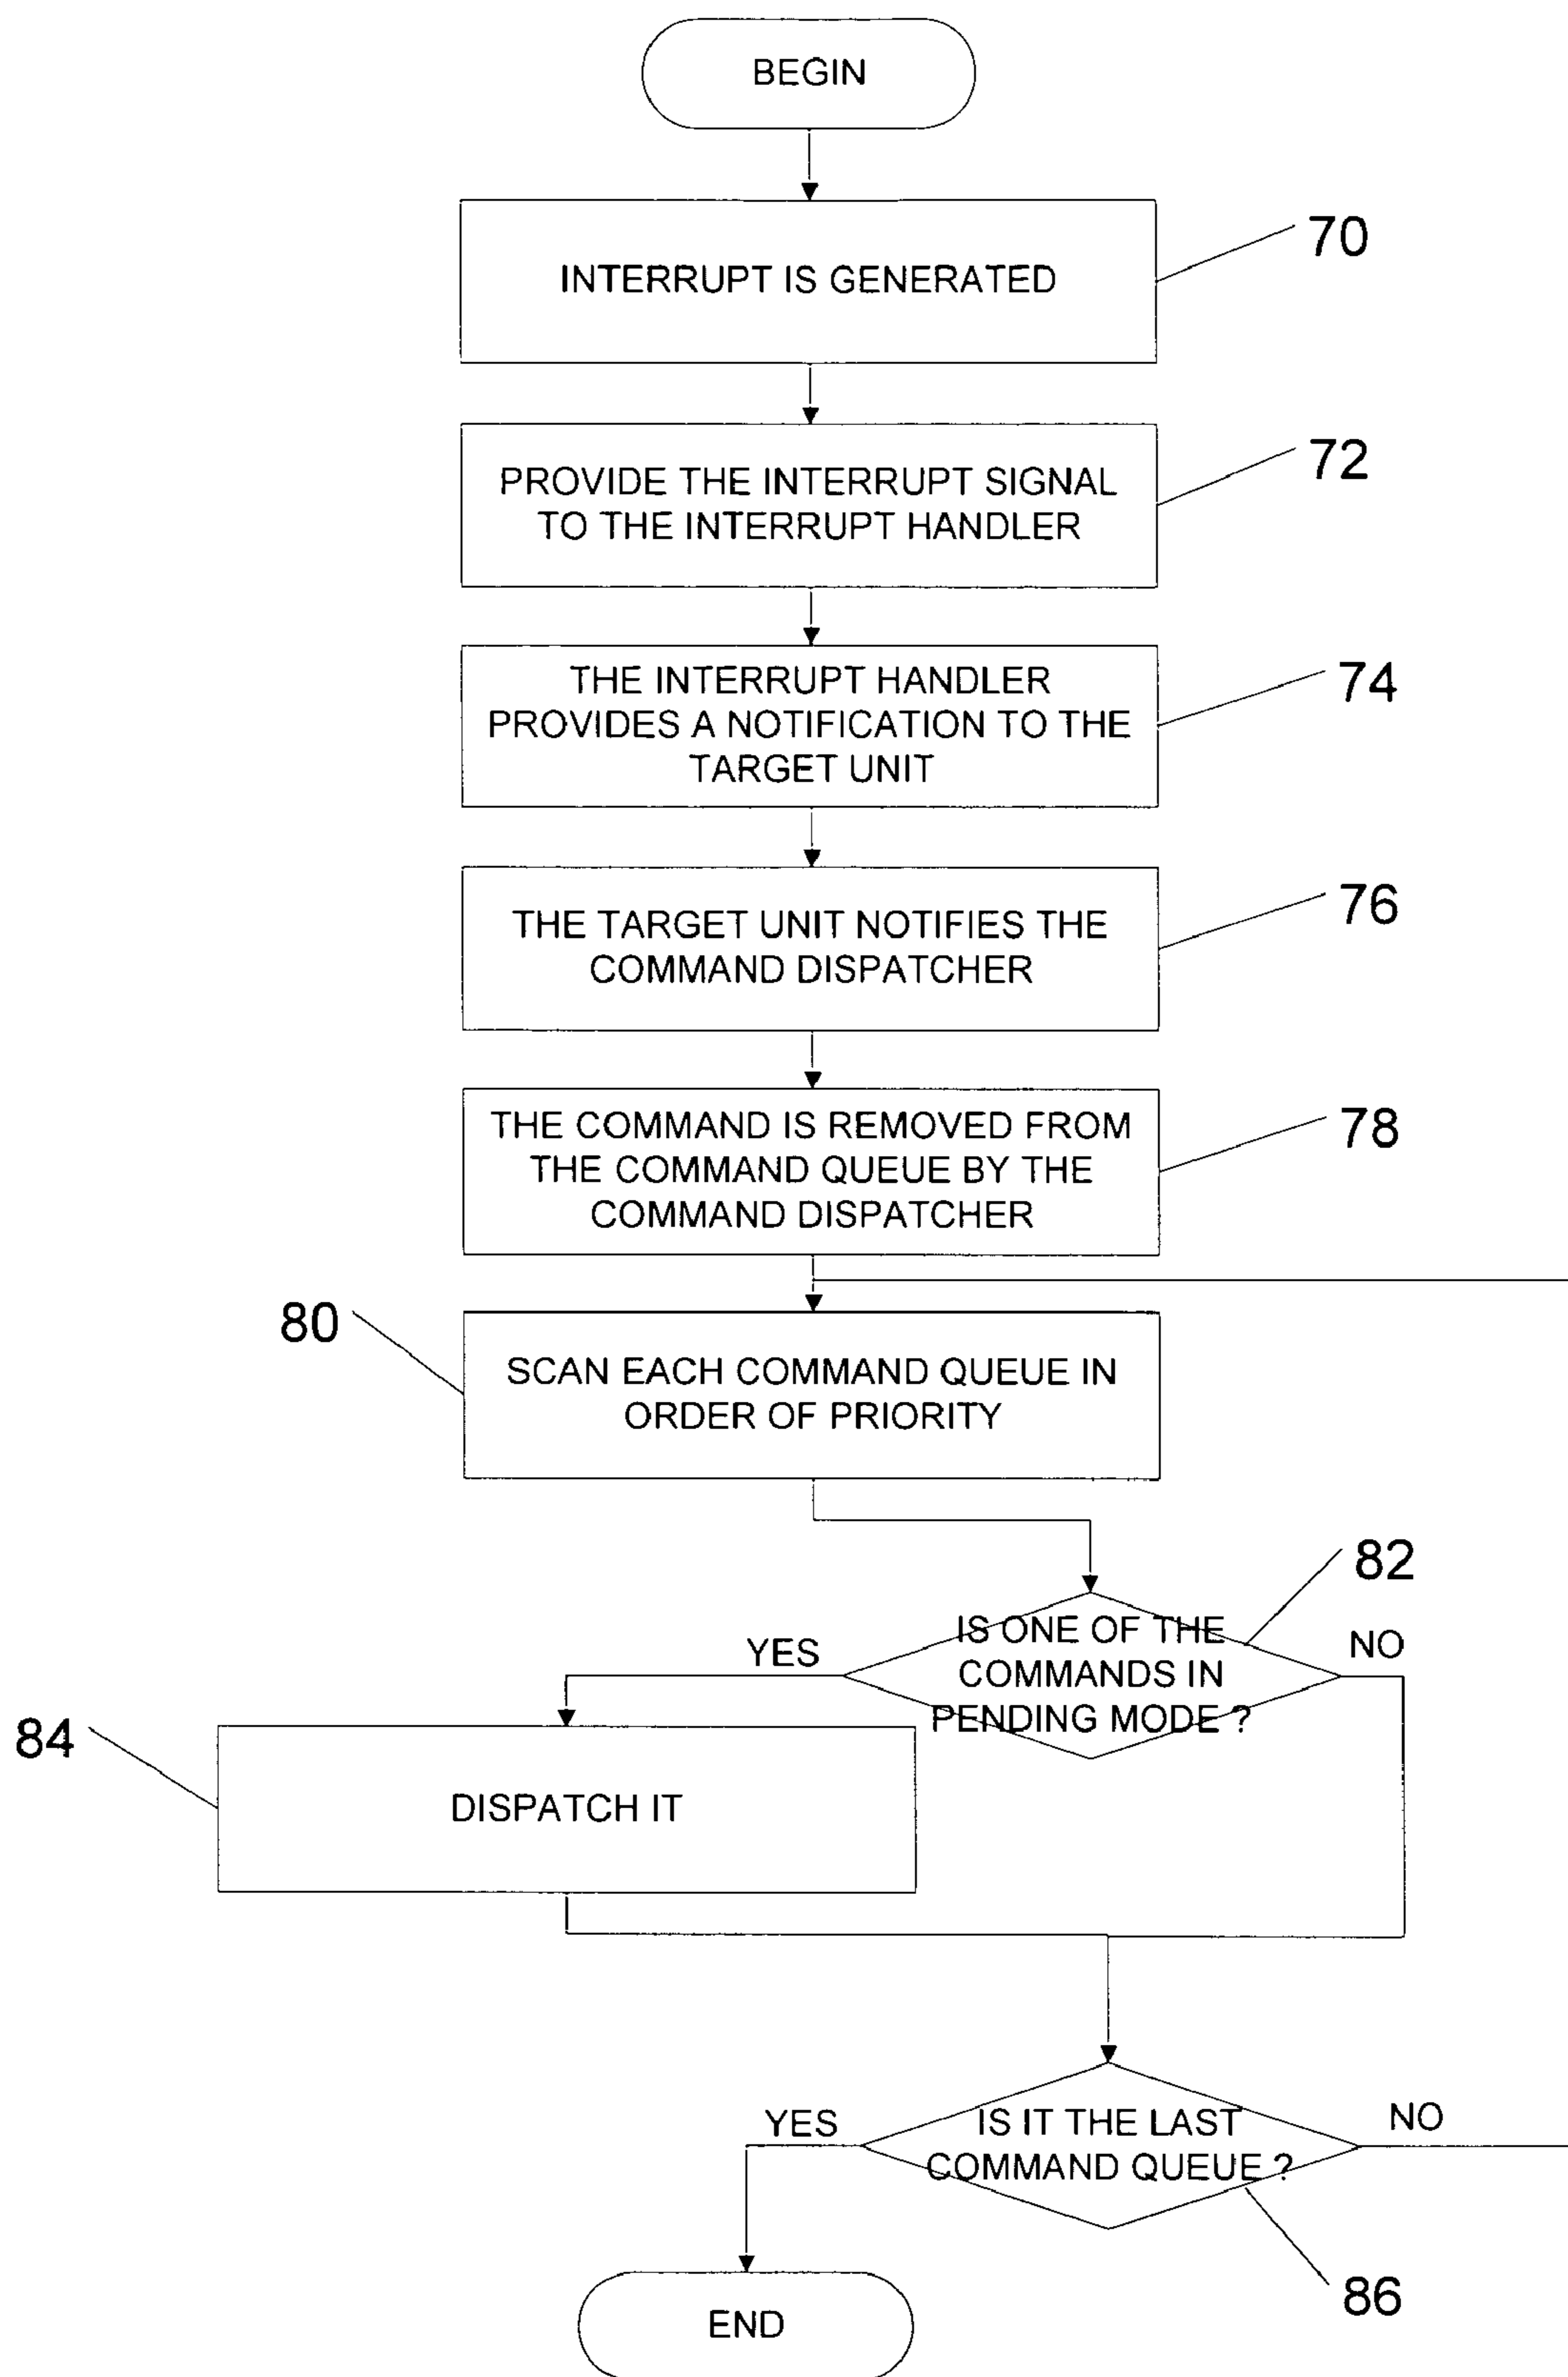 BEGIN
INTERRUPT IS GENERATED
70
PROVIDE THE INTERRUPT SIGNAL
TO THE INTERRUPT HANDLER
72
THE INTERRUPT HANDLER
PROVIDES A NOTIFICATION TO THE
TARGET UNIT
74
THE TARGET UNIT NOTIFIES THE
COMMAND DISPATCHER
76
THE COMMAND IS REMOVED FROM
THE COMMAND QUEUE BY THE
COMMAND DISPATCHER
78
80
SCAN EACH COMMAND QUEUE IN
ORDER OF PRIORITY
82
IS ONE OF THE
COMMANDS IN
PENDING MODE ?
YES
NO
84
DISPATCH IT
IS IT THE LAST
COMMAND QUEUE ?
YES
NO
86
END